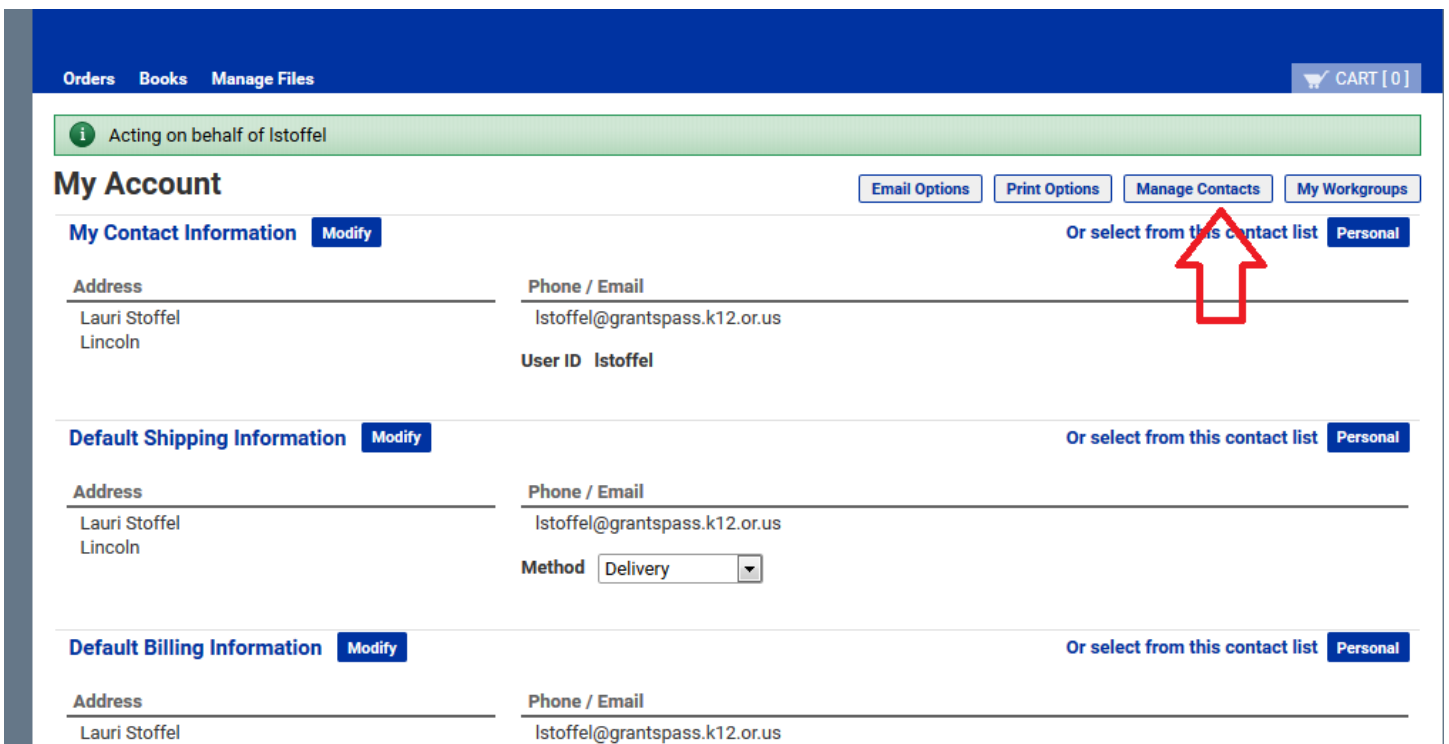 Orders Books Manage Files CART [ 0 ]
i Acting on behalf of lstoffel
My Account Email Options Print Options Manage Contacts My Workgroups
My Contact Information Modify Or select from this contact list Personal
Address Phone / Email
Lauri Stoffel lstoffel@grantspass.k12.or.us
Lincoln
User ID lstoffel
Default Shipping Information Modify Or select from this contact list Personal
Address Phone / Email
Lauri Stoffel lstoffel@grantspass.k12.or.us
Lincoln
Method Delivery
Default Billing Information Modify Or select from this contact list Personal
Address Phone / Email
Lauri Stoffel lstoffel@grantspass.k12.or.us